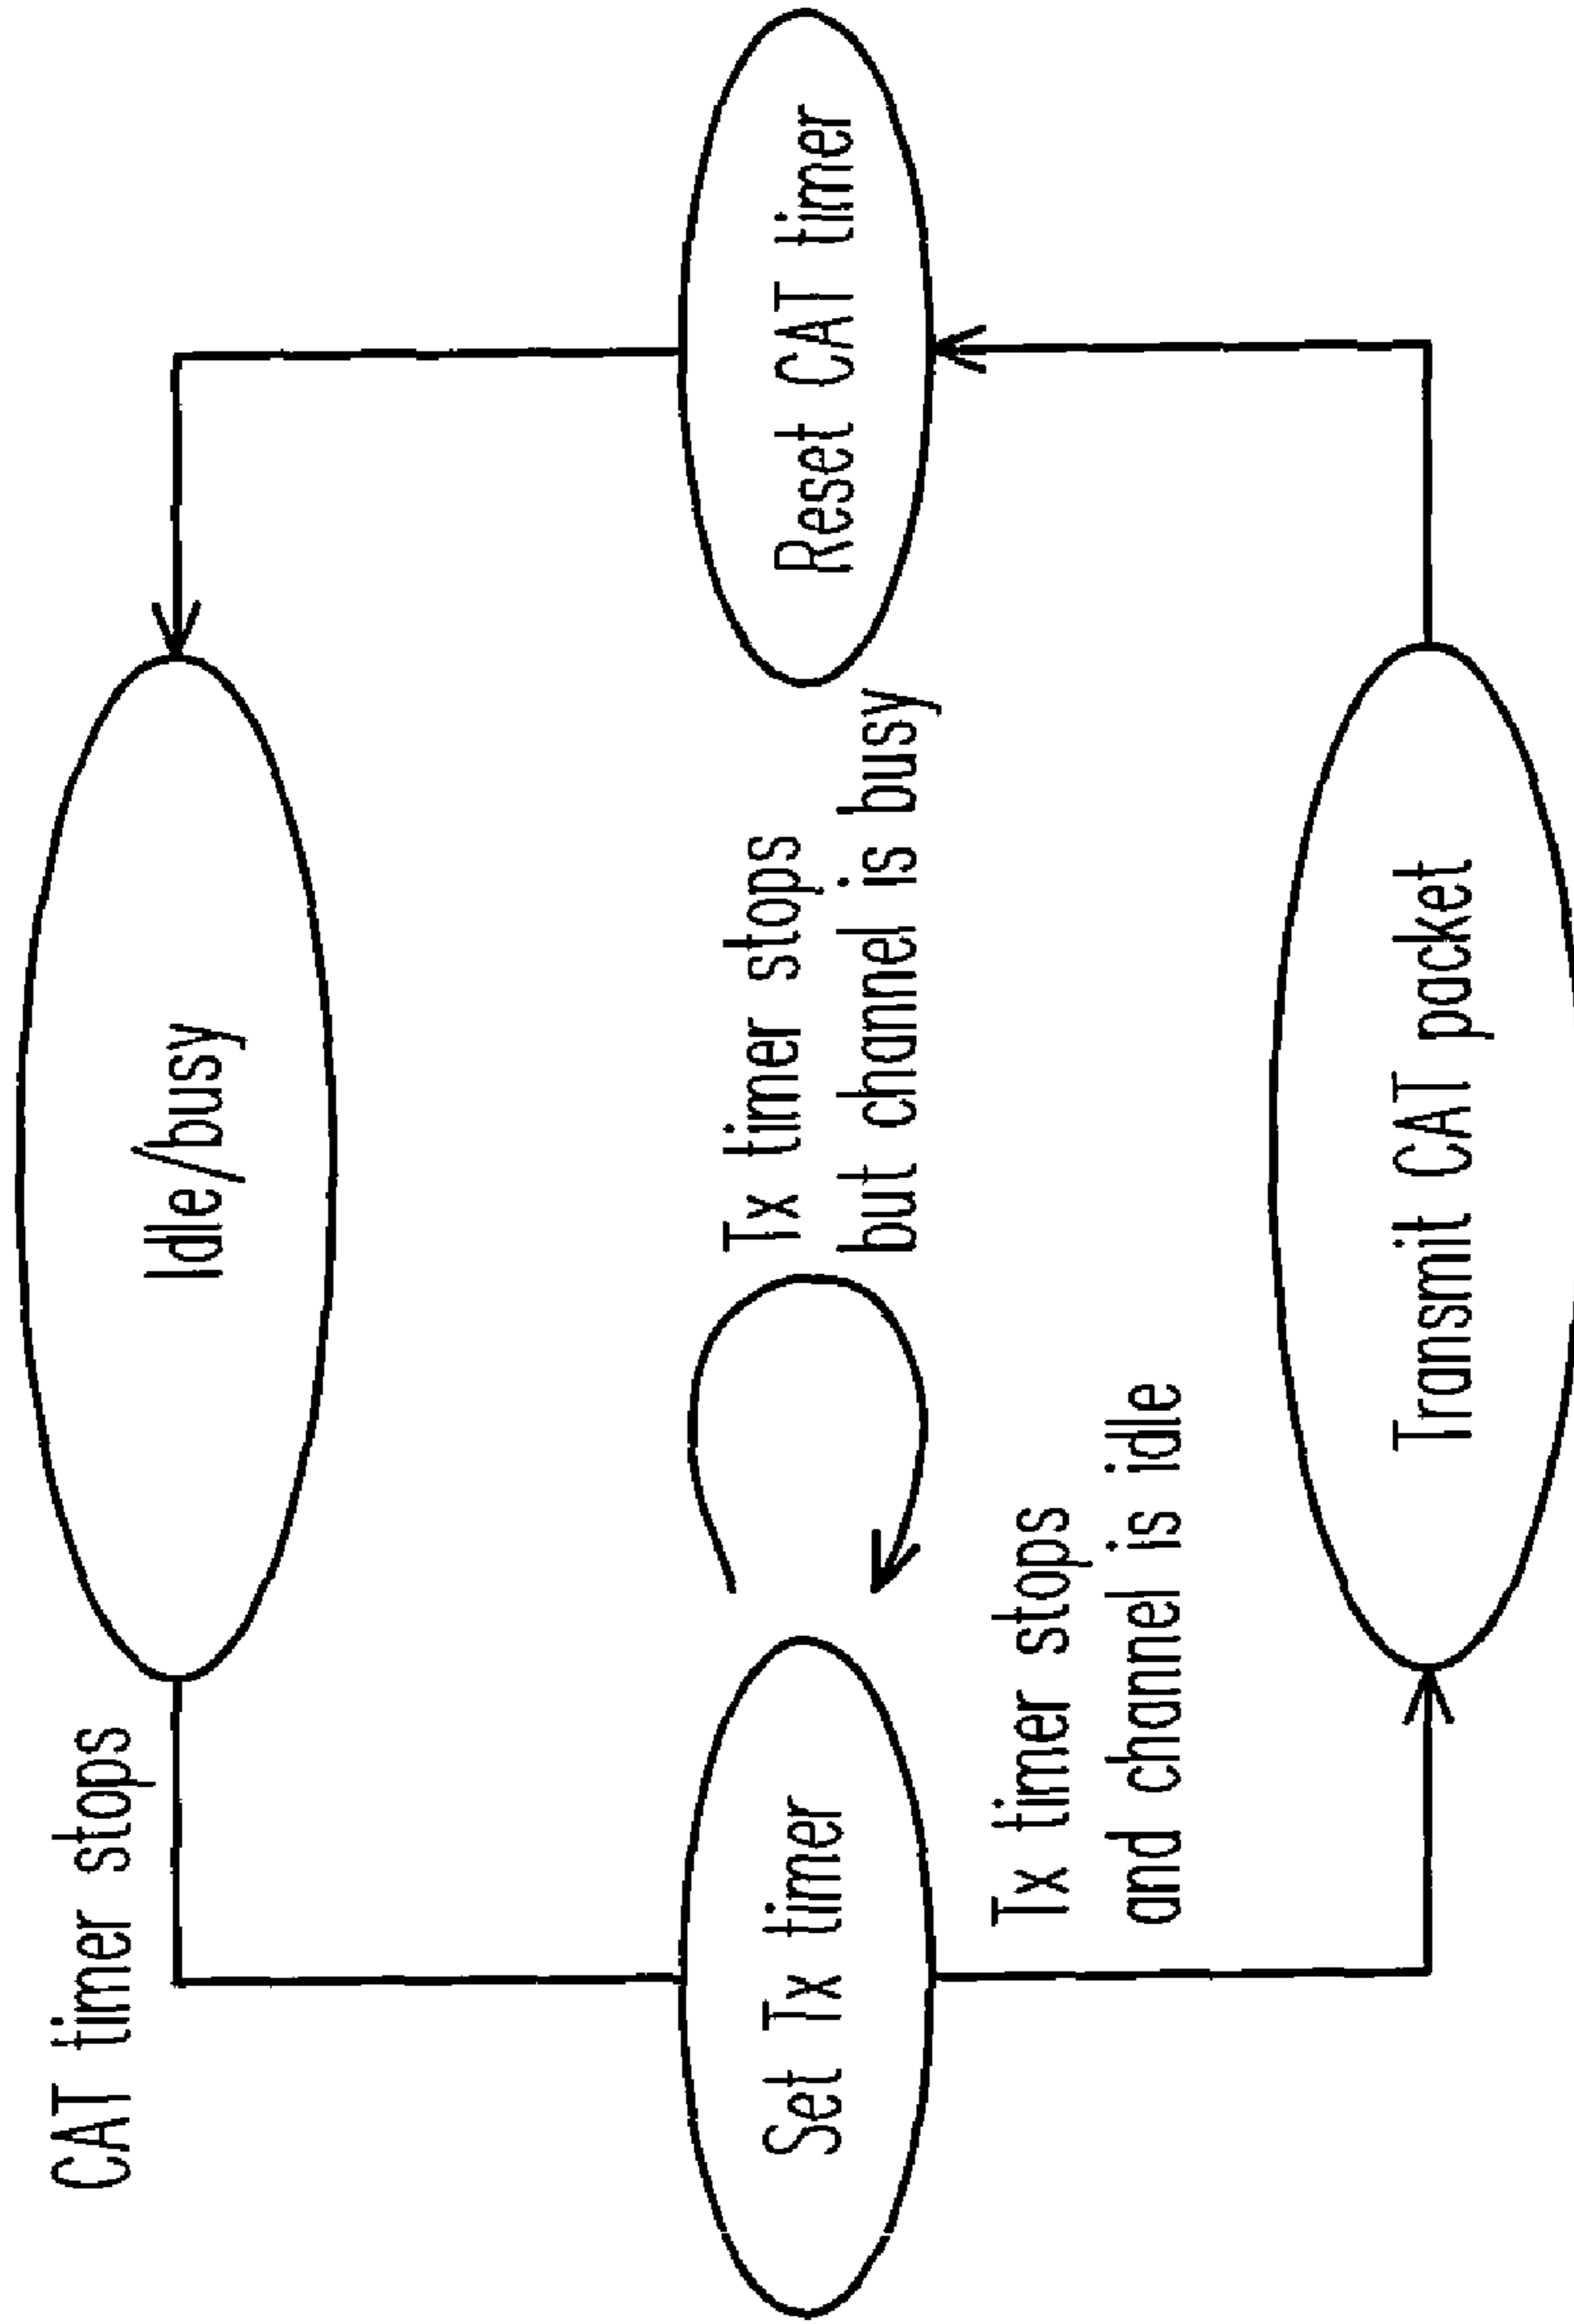 CAT timer stops
Idle/busy
Set Tx timer
Tx timer stops
but channel is busy
Reset CAT timer
Tx timer stops
and channel is idle
Transmit CAT packet